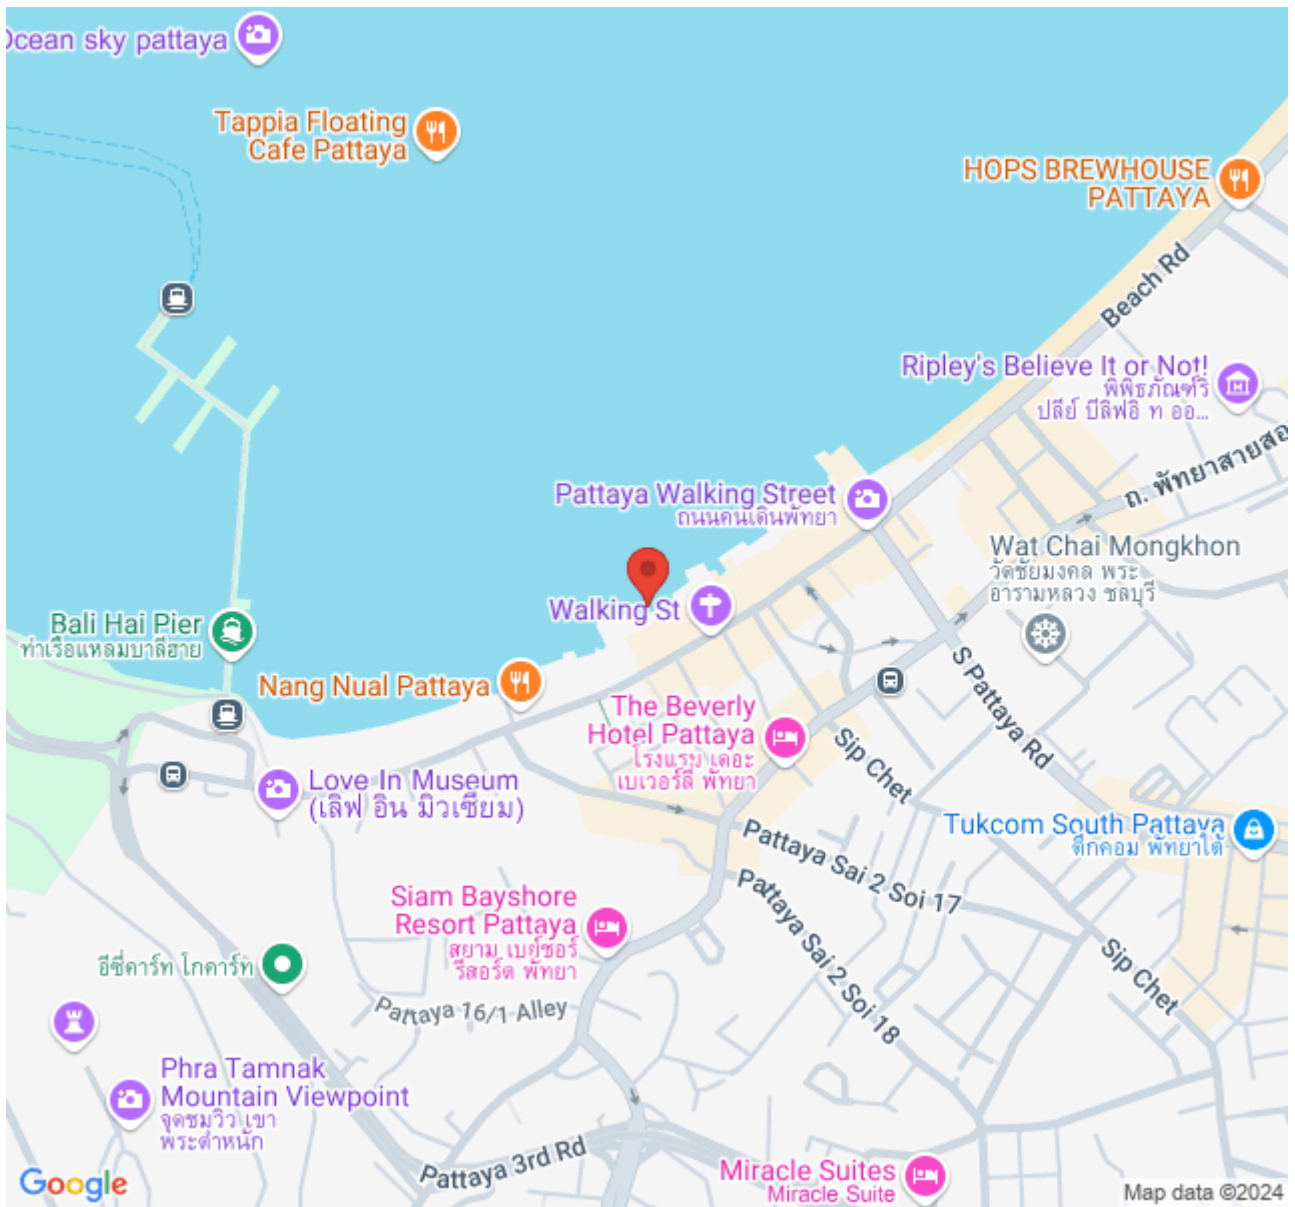 Ocean sky pattaya
Tappia Floating
Cafe Pattaya
HOPS BREWHOUSE
PATTAYA
Beach Rd
Ripley's Believe It or Not!
พิพิธภัณฑ์ริ
ปลีย์ บีลิฟอิ ท ออ...
ถ. พัทยาสายสอ
Pattaya Walking Street
ถนนคนเดินพัทยา
Wat Chai Mongkhon
วัดชัยมงคล พระ
อารามหลวง ชลบุรี
Walking St
Bali Hai Pier
ท่าเรือแหลมบาลีฮาย
Nang Nual Pattaya
S Pattaya Rd
The Beverly
Hotel Pattaya
โรงแรม เดอะ
เบเวอร์ลี่ พัทยา
Sip Chet
Love In Museum
(เลิฟ อิน มิวเซียม)
Tukcom South Pattaya
ตึกคอม พัทยาใต้
Pattaya Sai 2 Soi 17
Siam Bayshore
Resort Pattaya
สยาม เบย์ชอร์
รีสอร์ต พัทยา
Pattaya Sai 2 Soi 18
Sip Chet
อีซี่คาร์ท โกคาร์ท
Pattaya 16/1 Alley
Phra Tamnak
Mountain Viewpoint
จุดชมวิว เขา
พระตำหนัก
Pattaya 3rd Rd
Miracle Suites
Miracle Suite
Google
Map data ©2024